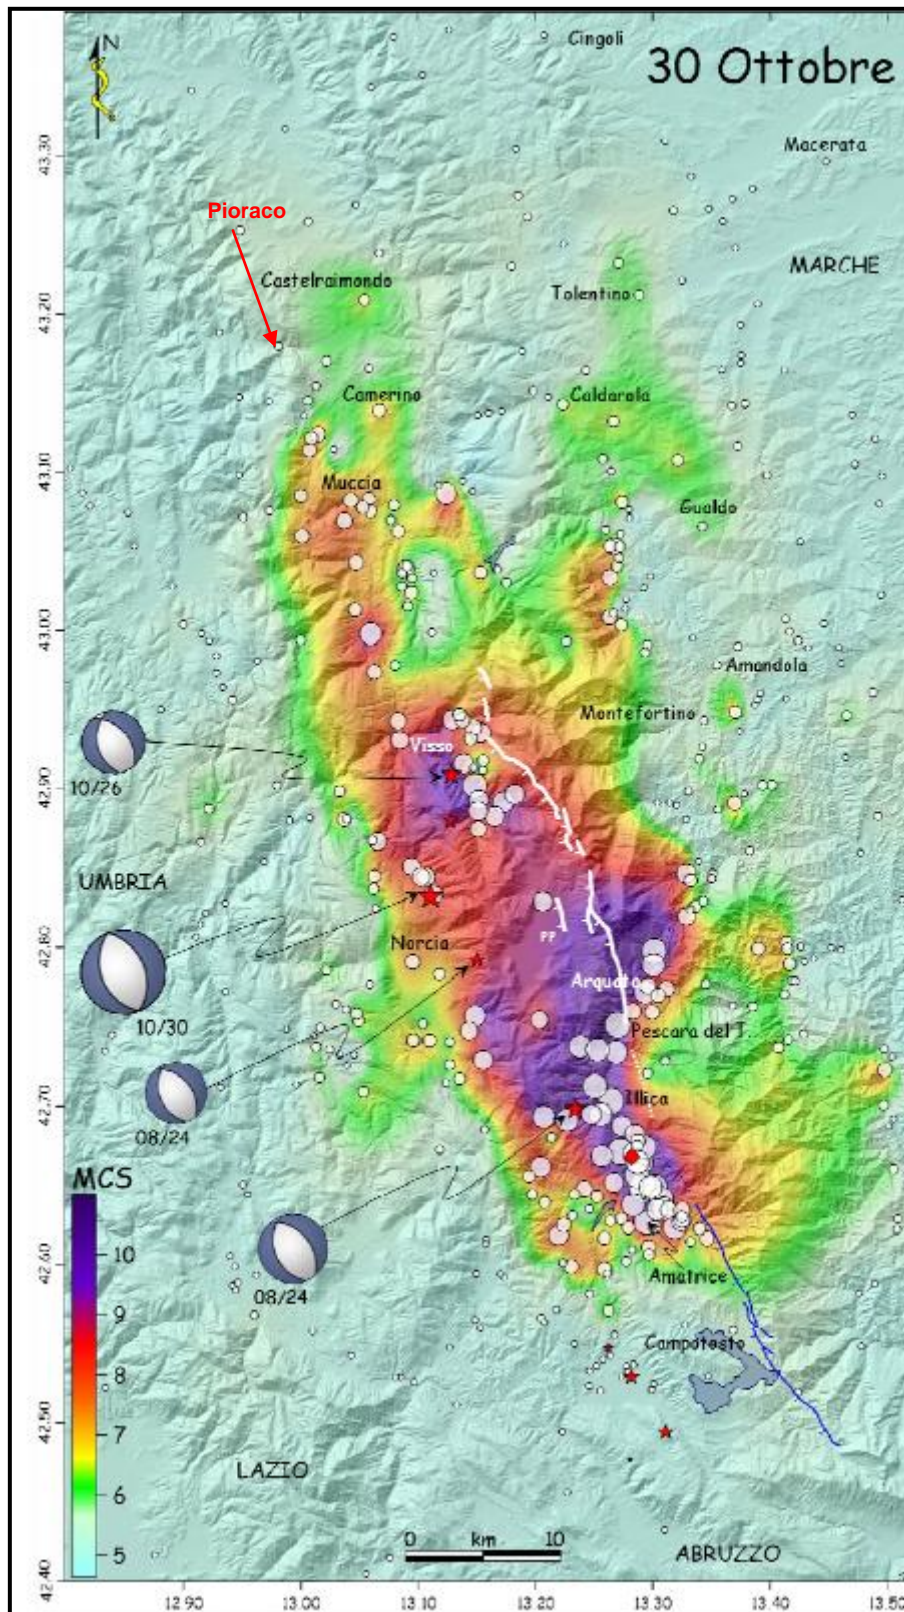 30 Ottobre
N
Cingoli
Macerata
Pioraco
MARCHE
Castelraimondo
Tolentino
Camerino
Caldarola
Muccia
Gualdo
Amandola
Montefortino
Visso
10/26
UMBRIA
Norcia
PP
Arquata
10/30
Pescara del T.
08/24
Illica
MCS
10
9
8
7
6
5
08/24
Amatrice
Campotosto
LAZIO
0 km 10
ABRUZZO
43.30
43.20
43.10
43.00
42.90
42.80
42.70
42.60
42.50
42.40
12.90 13.00 13.10 13.20 13.30 13.40 13.50